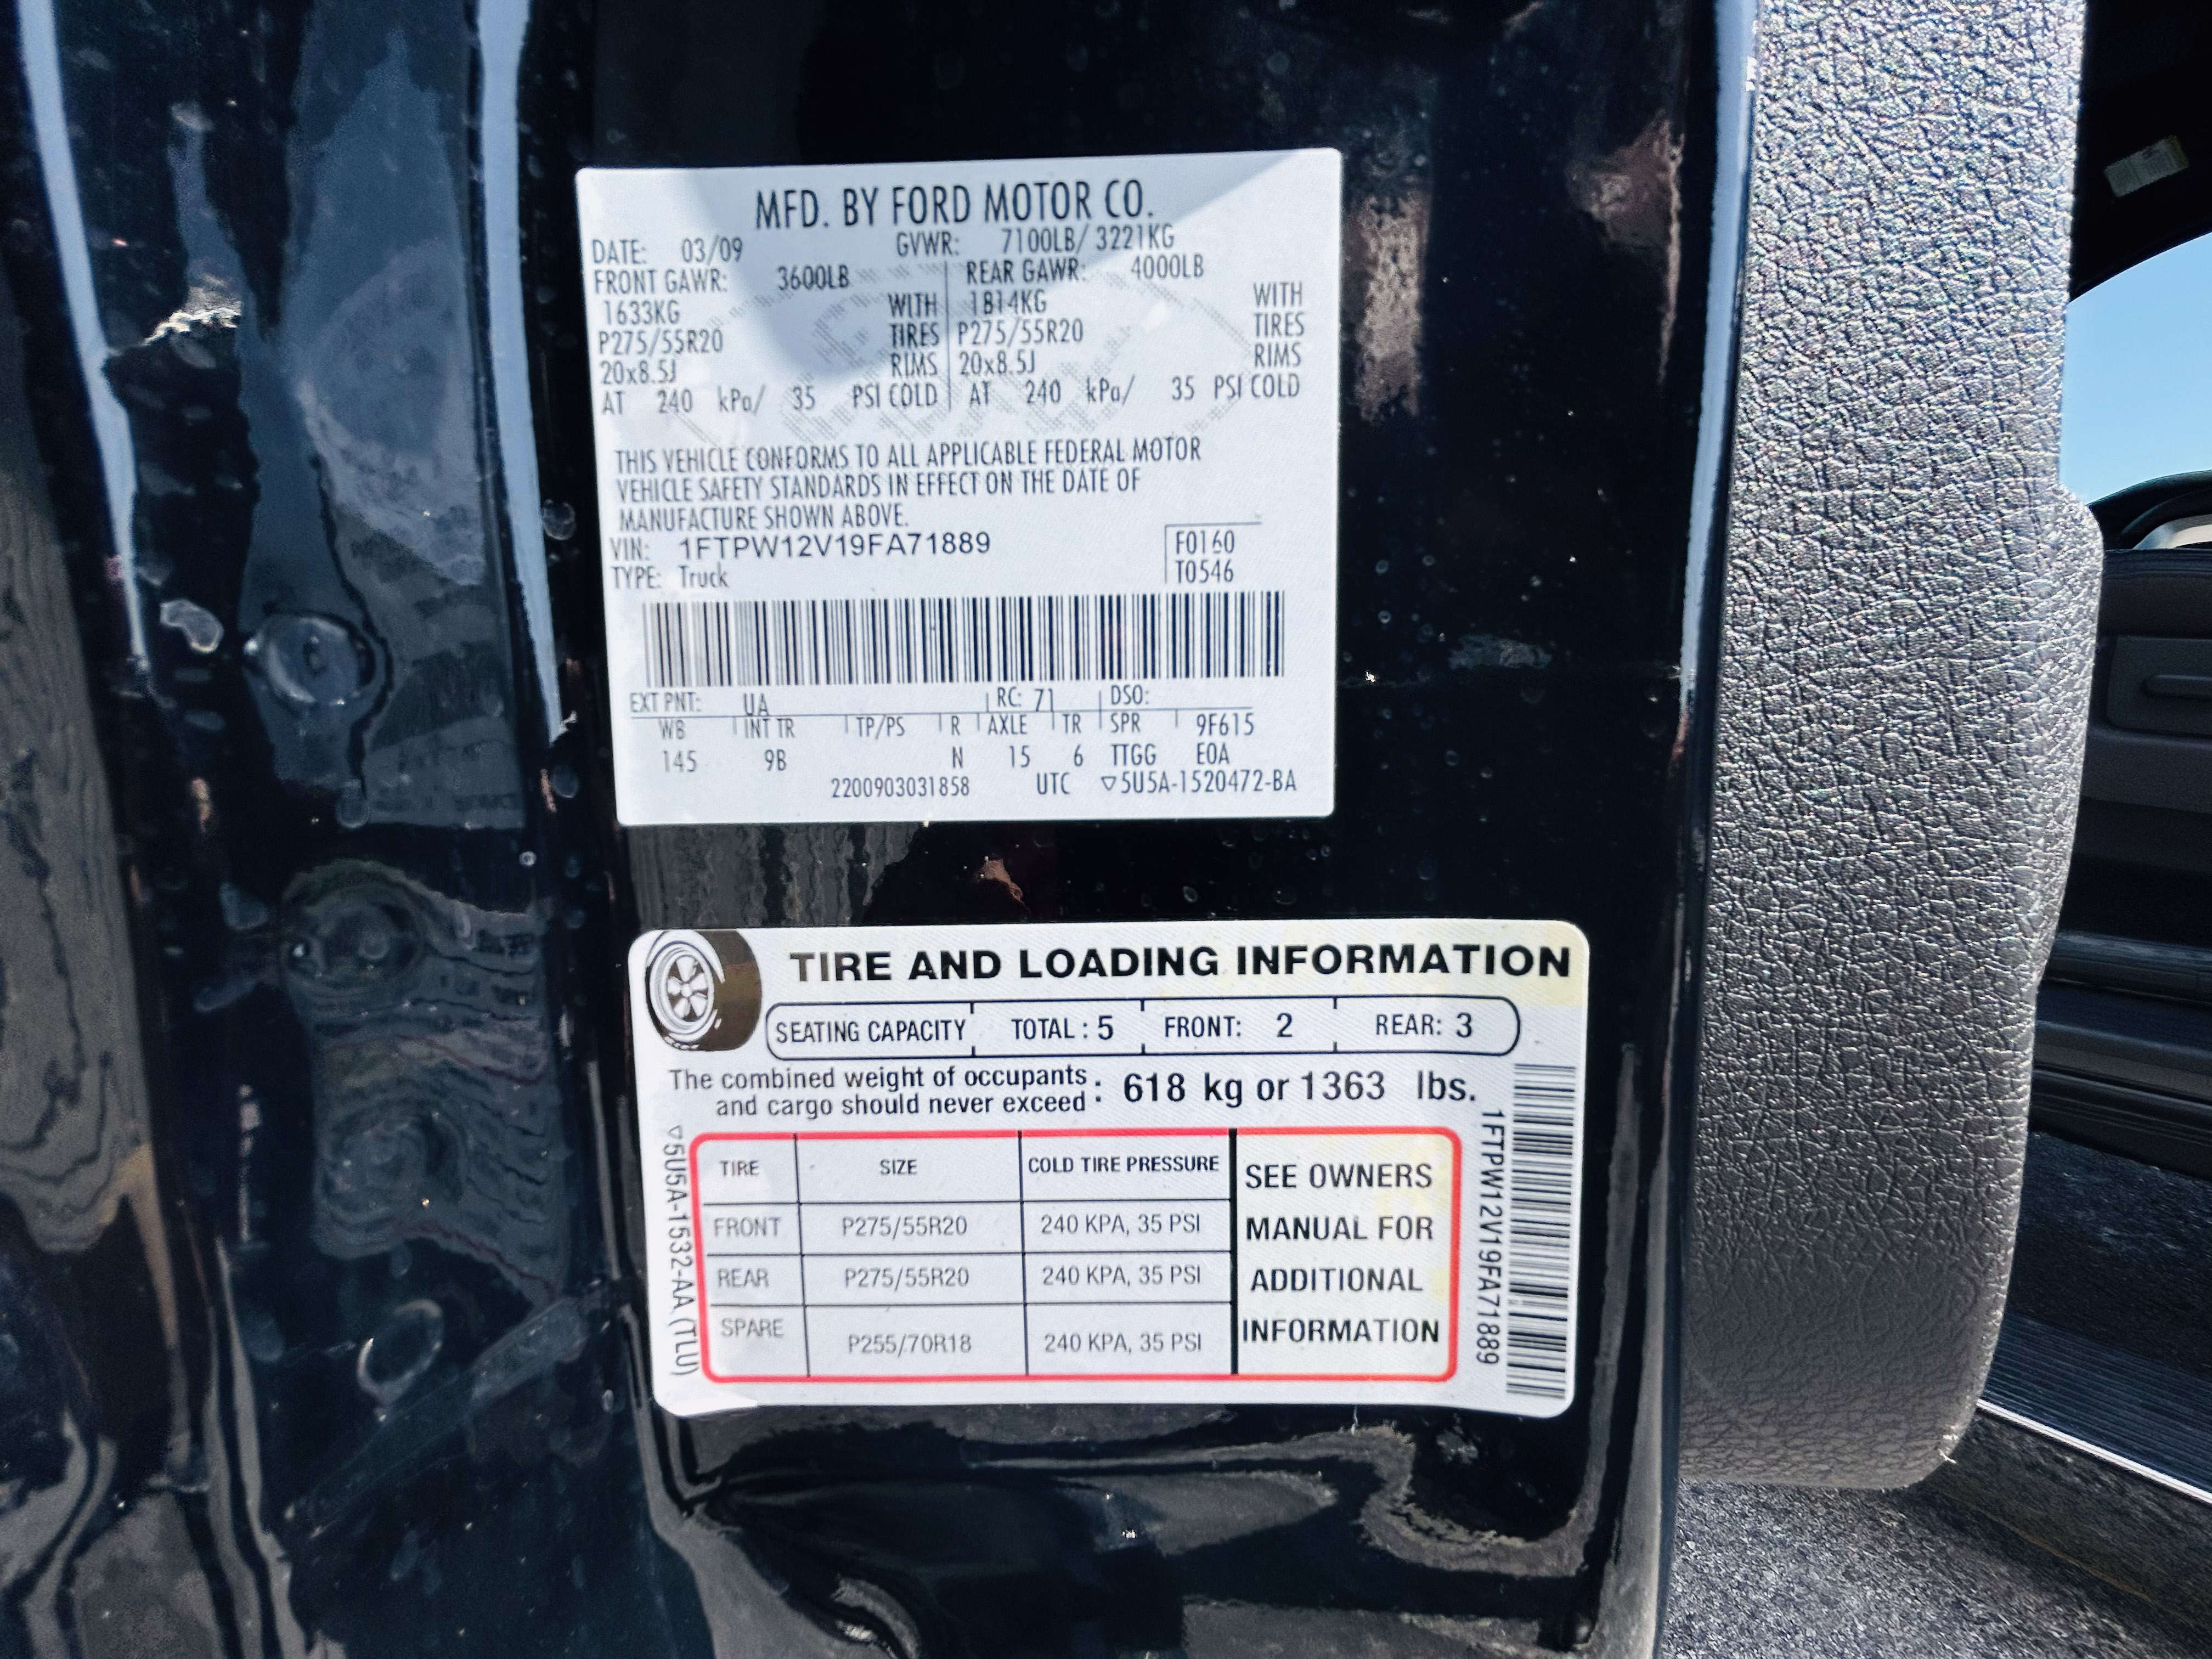 MFD. BY FORD MOTOR CO.
DATE: 03/09 GVWR: 7100LB/ 3221KG
FRONT GAWR: 3600LB REAR GAWR: 4000LB
1633KG WITH 1814KG WITH
P275/55R20 TIRES P275/55R20 TIRES
20x8.5J RIMS 20x8.5J RIMS
AT 240 kPa/ 35 PSI COLD AT 240 kPa/ 35 PSI COLD
THIS VEHICLE CONFORMS TO ALL APPLICABLE FEDERAL MOTOR
VEHICLE SAFETY STANDARDS IN EFFECT ON THE DATE OF
MANUFACTURE SHOWN ABOVE.
VIN: 1FTPW12V19FA71889 F0160
TYPE: Truck T0546
EXT PNT: UA RC: 71 DSO:
WB INT TR TP/PS R AXLE TR SPR 9F615
145 9B N 15 6 TTGG E0A
2200903031858 UTC ▽5U5A-1520472-BA
TIRE AND LOADING INFORMATION
SEATING CAPACITY TOTAL : 5 FRONT: 2 REAR: 3
The combined weight of occupants
and cargo should never exceed : 618 kg or 1363 lbs.
TIRE SIZE COLD TIRE PRESSURE
FRONT P275/55R20 240 KPA, 35 PSI
REAR P275/55R20 240 KPA, 35 PSI
SPARE P255/70R18 240 KPA, 35 PSI
SEE OWNERS
MANUAL FOR
ADDITIONAL
INFORMATION
▽5U5A-1532-AA (TLU)
1FTPW12V19FA71889